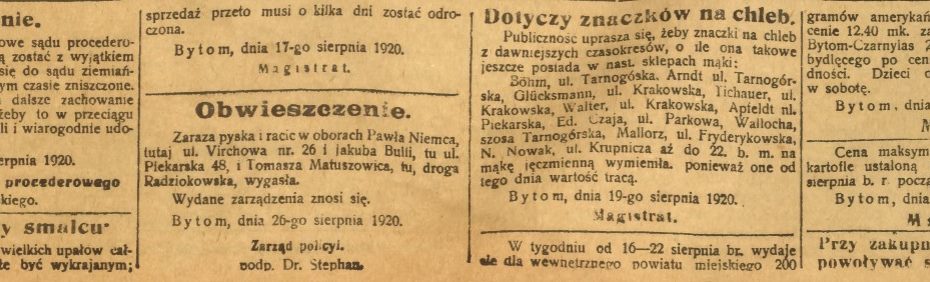 nie.
owe sądu procedero-
ą zostać z wyjątkiem
się do sądu ziemiań-
ym czasie zniszczone.
dalsze zachowanie
żeby to w przeciągu
li i wiarogodnie udo-
erpnia 1920.
procederowego
skiego.
y smalcu
wielkich upałów cał-
że być wykrajanym;
sprzedaż przeto musi o kilka dni zostać odro-
czona.
Bytom, dnia 17-go sierpnia 1920.
Magistrat.
Obwieszczenie.
Zaraza pyska i racic w oborach Pawła Niemca,
tutaj ul. Virchowa nr. 26 i Jakuba Bulli, tu ul.
Piekarska 48, i Tomasza Matuszowica, tu, droga
Radziokowska, wygasła.
Wydane zarządzenia znosi się.
Bytom, dnia 26-go sierpnia 1920.
Zarząd policyi.
podp. Dr. Stephan.
Dotyczy znaczków na chleb.
Publiczność uprasza się, żeby znaczki na chleb
z dawniejszych czasokresów, o ile ona takowe
jeszcze postada w nast. sklepach mąki:
Böhm, ul. Tarnogóska. Arndt ul. Tarnogór-
ska, Glücksmann, ul. Krakowska, Tichauer, ul.
Krakowska, Walter, ul. Krakowska, Apfeldt ul.
Piekarska, Ed. Czaja, ul. Parkowa, Wallocha,
szosa Tarnogórska, Mallorz, ul. Fryderykowska,
N. Nowak, ul. Krupnicza aż do 22. b. m. na
mąkę jęczmienną wymieniła. ponieważ one od
tego dnia wartość tracą.
Bytom, dnia 19-go sierpnia 1920.
Magistrat.
W tygodniu od 16—22 sierpnia br. wydaje
się dla wewnętrznego powiatu miejskiego 200
gramów amerykań
cenie 12.40 mk. za
Bytom-Czarnylas 2
bydlęcego po cen
dności. Dzieci d
w sobotę.
Bytom, dnia
M
Cena maksym
kartofle ustaloną
sierpnia b. r. począ
Bytom, dnia
M
Przy zakupn
powoływać s